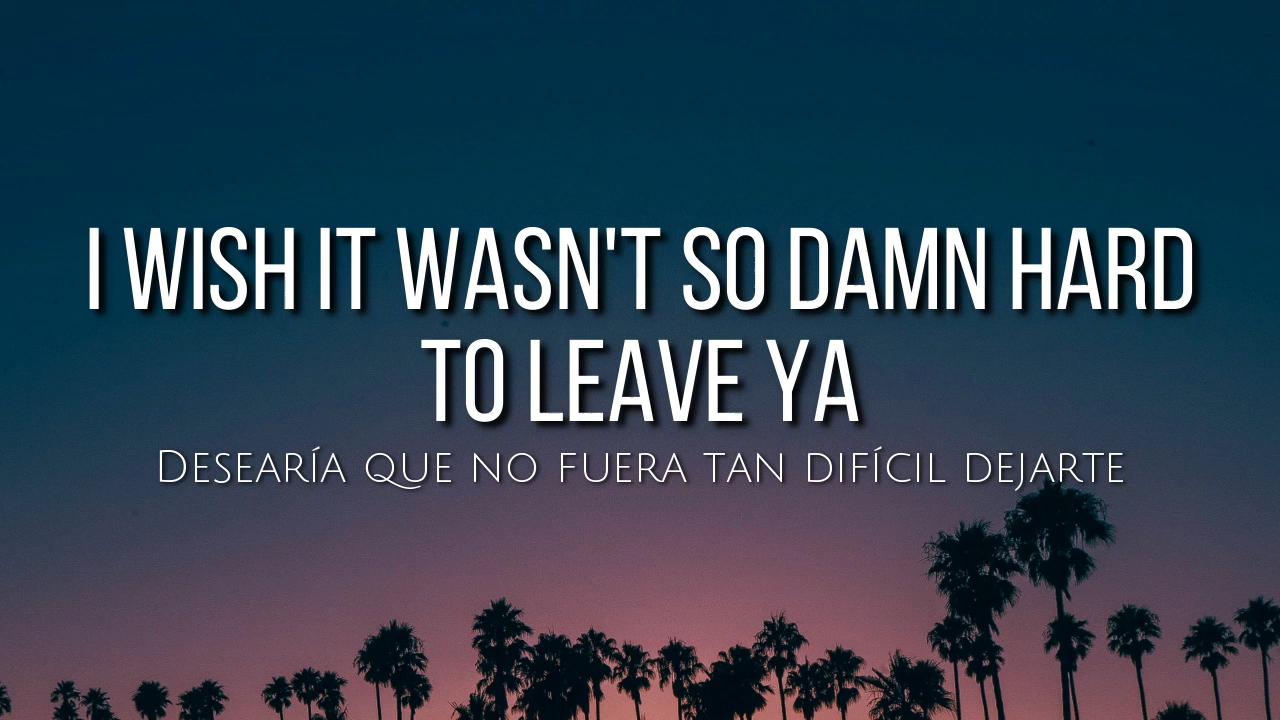 I WISH IT WASN'T SO DAMN HARD
TO LEAVE YA
Desearía que no fuera tan difícil dejarte